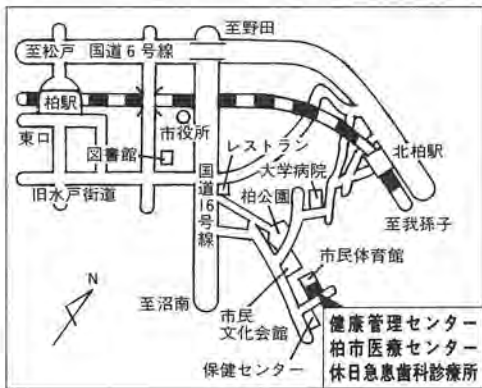 至野田
至松戸 国道6号線
柏駅
東口
市役所
図書館
レストラン
大学病院
北柏駅
旧水戸街道
国道16号線
柏公園
至我孫子
市民体育館
N
至沼南
市民
文化会館
保健センター
健康管理センター
柏市医療センター
休日急患歯科診療所